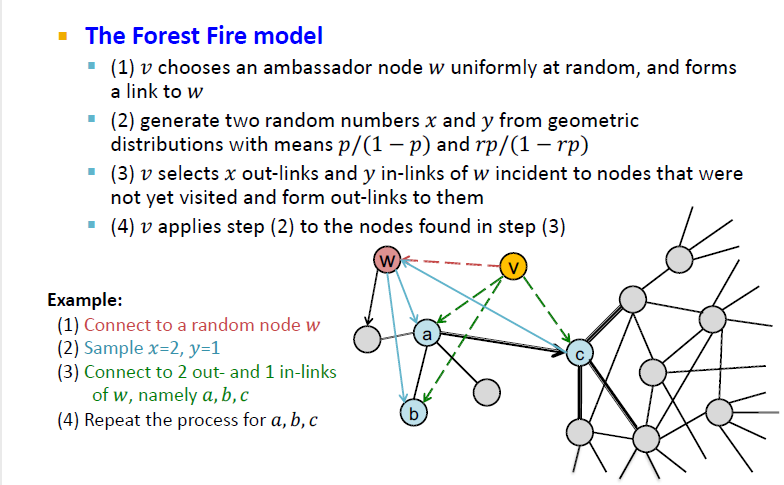 The Forest Fire model
(1) v chooses an ambassador node w uniformly at random, and forms
a link to w
(2) generate two random numbers x and y from geometric
distributions with means p/(1 − p) and rp/(1 − rp)
(3) v selects x out-links and y in-links of w incident to nodes that were
not yet visited and form out-links to them
(4) v applies step (2) to the nodes found in step (3)
w
v
Example:
(1) Connect to a random node w
(2) Sample x=2, y=1
(3) Connect to 2 out- and 1 in-links
of w, namely a,b,c
(4) Repeat the process for a,b,c
a
c
b